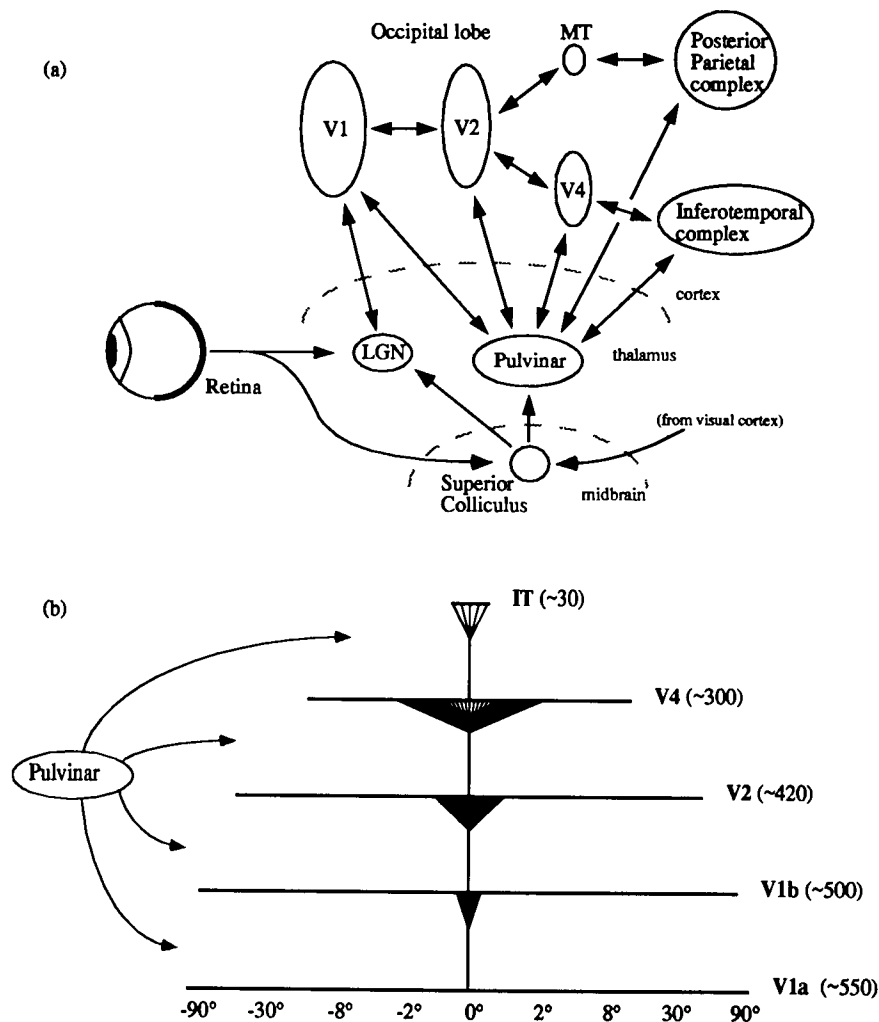 (a)
Occipital lobe
MT
Posterior
Parietal
complex
V1
V2
V4
Inferotemporal
complex
cortex
LGN
Pulvinar
thalamus
Retina
(from visual cortex)
Superior
Colliculus
midbrain
(b)
IT (~30)
V4 (~300)
Pulvinar
V2 (~420)
V1b (~500)
V1a (~550)
-90° -30° -8° -2° 0° 2° 8° 30° 90°